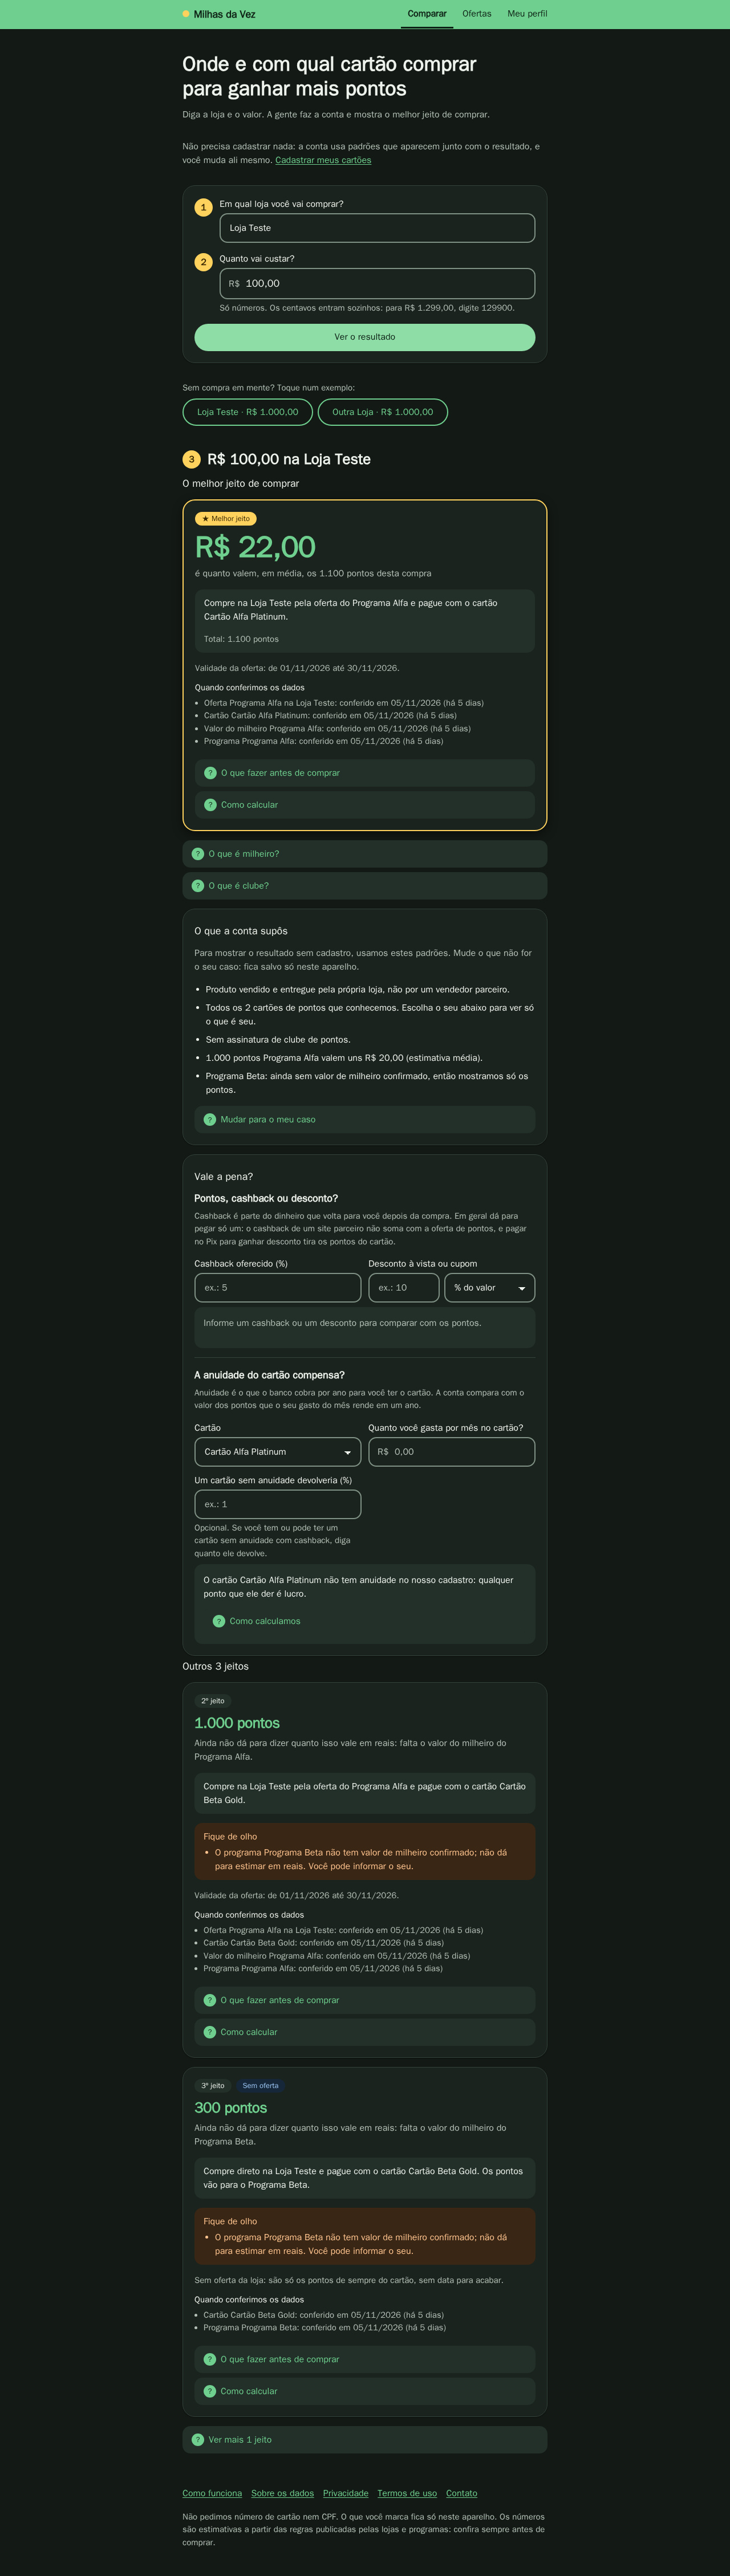 Milhas da Vez
Comparar
Ofertas
Meu perfil
Onde e com qual cartão comprar
para ganhar mais pontos
Diga a loja e o valor. A gente faz a conta e mostra o melhor jeito de comprar.
Não precisa cadastrar nada: a conta usa padrões que aparecem junto com o resultado, e
você muda ali mesmo. Cadastrar meus cartões
1
Em qual loja você vai comprar?
Loja Teste
2
Quanto vai custar?
R$ 100,00
Só números. Os centavos entram sozinhos: para R$ 1.299,00, digite 129900.
Ver o resultado
Sem compra em mente? Toque num exemplo:
Loja Teste · R$ 1.000,00
Outra Loja · R$ 1.000,00
3 R$ 100,00 na Loja Teste
O melhor jeito de comprar
★ Melhor jeito
R$ 22,00
é quanto valem, em média, os 1.100 pontos desta compra
Compre na Loja Teste pela oferta do Programa Alfa e pague com o cartão
Cartão Alfa Platinum.
Total: 1.100 pontos
Validade da oferta: de 01/11/2026 até 30/11/2026.
Quando conferimos os dados
• Oferta Programa Alfa na Loja Teste: conferido em 05/11/2026 (há 5 dias)
• Cartão Cartão Alfa Platinum: conferido em 05/11/2026 (há 5 dias)
• Valor do milheiro Programa Alfa: conferido em 05/11/2026 (há 5 dias)
• Programa Programa Alfa: conferido em 05/11/2026 (há 5 dias)
? O que fazer antes de comprar
? Como calcular
? O que é milheiro?
? O que é clube?
O que a conta supôs
Para mostrar o resultado sem cadastro, usamos estes padrões. Mude o que não for
o seu caso: fica salvo só neste aparelho.
• Produto vendido e entregue pela própria loja, não por um vendedor parceiro.
• Todos os 2 cartões de pontos que conhecemos. Escolha o seu abaixo para ver só
o que é seu.
• Sem assinatura de clube de pontos.
• 1.000 pontos Programa Alfa valem uns R$ 20,00 (estimativa média).
• Programa Beta: ainda sem valor de milheiro confirmado, então mostramos só os
pontos.
? Mudar para o meu caso
Vale a pena?
Pontos, cashback ou desconto?
Cashback é parte do dinheiro que volta para você depois da compra. Em geral dá para
pegar só um: o cashback de um site parceiro não soma com a oferta de pontos, e pagar
no Pix para ganhar desconto tira os pontos do cartão.
Cashback oferecido (%)
ex.: 5
Desconto à vista ou cupom
ex.: 10
% do valor
Informe um cashback ou um desconto para comparar com os pontos.
A anuidade do cartão compensa?
Anuidade é o que o banco cobra por ano para você ter o cartão. A conta compara com o
valor dos pontos que o seu gasto do mês rende em um ano.
Cartão
Cartão Alfa Platinum
Quanto você gasta por mês no cartão?
R$ 0,00
Um cartão sem anuidade devolveria (%)
ex.: 1
Opcional. Se você tem ou pode ter um
cartão sem anuidade com cashback, diga
quanto ele devolve.
O cartão Cartão Alfa Platinum não tem anuidade no nosso cadastro: qualquer
ponto que ele der é lucro.
? Como calculamos
Outros 3 jeitos
2º jeito
1.000 pontos
Ainda não dá para dizer quanto isso vale em reais: falta o valor do milheiro do
Programa Alfa.
Compre na Loja Teste pela oferta do Programa Alfa e pague com o cartão Cartão
Beta Gold.
Fique de olho
• O programa Programa Beta não tem valor de milheiro confirmado; não dá
para estimar em reais. Você pode informar o seu.
Validade da oferta: de 01/11/2026 até 30/11/2026.
Quando conferimos os dados
• Oferta Programa Alfa na Loja Teste: conferido em 05/11/2026 (há 5 dias)
• Cartão Cartão Beta Gold: conferido em 05/11/2026 (há 5 dias)
• Valor do milheiro Programa Alfa: conferido em 05/11/2026 (há 5 dias)
• Programa Programa Alfa: conferido em 05/11/2026 (há 5 dias)
? O que fazer antes de comprar
? Como calcular
3º jeito
Sem oferta
300 pontos
Ainda não dá para dizer quanto isso vale em reais: falta o valor do milheiro do
Programa Beta.
Compre direto na Loja Teste e pague com o cartão Cartão Beta Gold. Os pontos
vão para o Programa Beta.
Fique de olho
• O programa Programa Beta não tem valor de milheiro confirmado; não dá
para estimar em reais. Você pode informar o seu.
Sem oferta da loja: são só os pontos de sempre do cartão, sem data para acabar.
Quando conferimos os dados
• Cartão Cartão Beta Gold: conferido em 05/11/2026 (há 5 dias)
• Programa Programa Beta: conferido em 05/11/2026 (há 5 dias)
? O que fazer antes de comprar
? Como calcular
? Ver mais 1 jeito
Como funciona
Sobre os dados
Privacidade
Termos de uso
Contato
Não pedimos número de cartão nem CPF. O que você marca fica só neste aparelho. Os números
são estimativas a partir das regras publicadas pelas lojas e programas: confira sempre antes de
comprar.